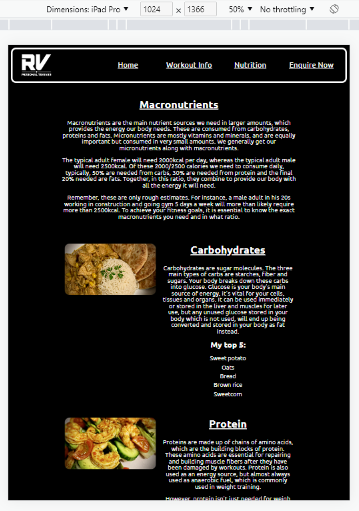 Dimensions: iPad Pro 1024 × 1366 50% No throttling
RV
PERSONAL TRAINER
Home Workout Info Nutrition Enquire Now
Macronutrients
Macronutrients are the main nutrient sources we need in larger amounts, which
provides the energy our body needs. These are consumed from carbohydrates,
proteins and fats. Micronutrients are mostly vitamins and minerals, and are equally
important but consumed in very small amounts. We generally get our
micronutrients along with macronutrients.
The typical adult female will need 2000kcal per day, whereas the typical adult male
will need 2500kcal. Of these 2000/2500 calories we need to consume daily,
typically, 50% are needed from carbs, 30% are needed from protein and the final
20% needed are fats. Together, in this ratio, they combine to provide our body with
all the energy it will need.
Remember, these are only rough estimates. For instance, a male adult in his 20s
working in construction and going gym 5 days a week will more than likely require
more than 2500kcal. To achieve your fitness goals, it is essential to know the exact
macronutrients you need and in what ratio.
Carbohydrates
Carbohydrates are sugar molecules. The three
main types of carbs are starches, fiber and
sugars. Your body breaks down these carbs
into glucose. Glucose is your body's main
source of energy, it's vital for your cells,
tissues and organs. It can be used immediately
or stored in the liver and muscles for later
use, but any unused glucose stored in your
body which is not used, will end up being
converted and stored in your body as fat
instead.
My top 5:
Sweet potato
Oats
Bread
Brown rice
Sweetcorn
Protein
Proteins are made up of chains of amino acids,
which are the building blocks of protein.
These amino acids are essential for repairing
and building muscle fibers after they have
been damaged by workouts. Protein is also
used as an energy source, but almost always
used as anaerobic fuel, which is commonly
used in weight training.
However, protein isn't just needed for weigh